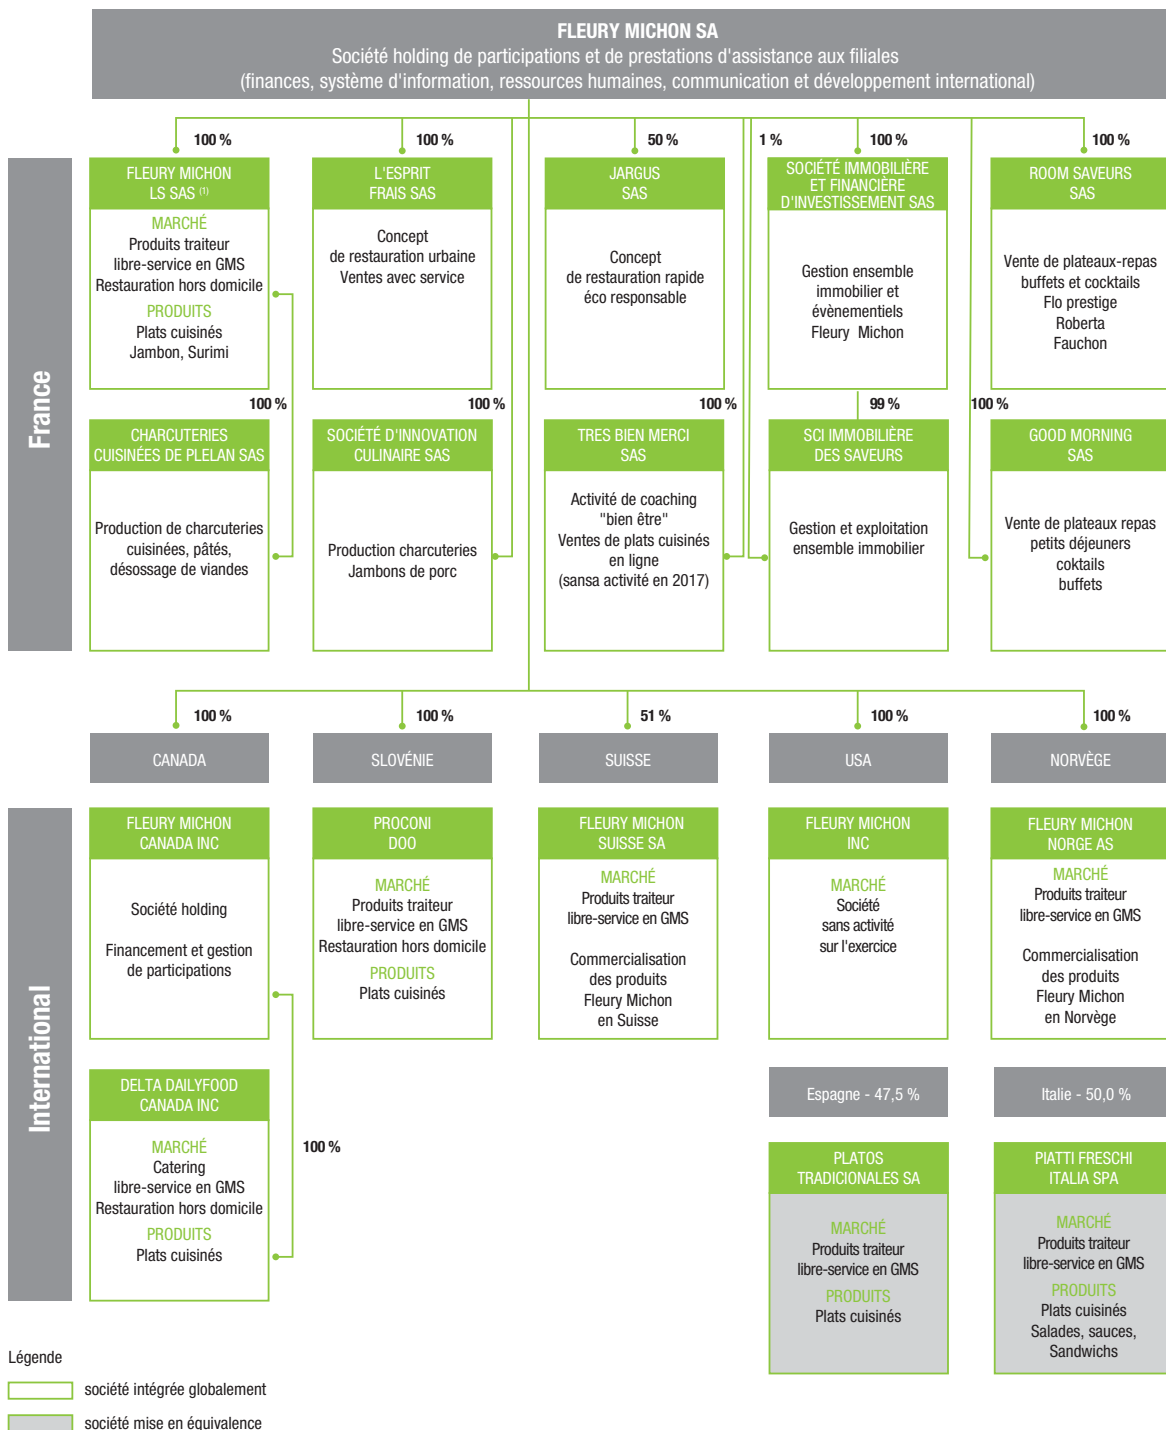 FLEURY MICHON SA
Société holding de participations et de prestations d'assistance aux filiales
(finances, système d'information, ressources humaines, communication et développement international)
100 %
100 %
50 %
1 %
100 %
100 %
France
FLEURY MICHON
LS SAS (1)
MARCHÉ
Produits traiteur
libre-service en GMS
Restauration hors domicile
PRODUITS
Plats cuisinés
Jambon, Surimi
L'ESPRIT
FRAIS SAS
Concept
de restauration urbaine
Ventes avec service
JARGUS
SAS
Concept
de restauration rapide
éco responsable
SOCIÉTÉ IMMOBILIÈRE
ET FINANCIÈRE
D'INVESTISSEMENT SAS
Gestion ensemble
immobilier et
évènementiels
Fleury Michon
ROOM SAVEURS
SAS
Vente de plateaux-repas
buffets et cocktails
Flo prestige
Roberta
Fauchon
100 %
100 %
100 %
99 %
100 %
CHARCUTERIES
CUISINÉES DE PLELAN SAS
Production de charcuteries
cuisinées, pâtés,
désossage de viandes
SOCIÉTÉ D'INNOVATION
CULINAIRE SAS
Production charcuteries
Jambons de porc
TRES BIEN MERCI
SAS
Activité de coaching
"bien être"
Ventes de plats cuisinés
en ligne
(sansa activité en 2017)
SCI IMMOBILIÈRE
DES SAVEURS
Gestion et exploitation
ensemble immobilier
GOOD MORNING
SAS
Vente de plateaux repas
petits déjeuners
coktails
buffets
100 %
100 %
51 %
100 %
100 %
CANADA
SLOVÉNIE
SUISSE
USA
NORVÈGE
International
FLEURY MICHON
CANADA INC
Société holding
Financement et gestion
de participations
PROCONI
DOO
MARCHÉ
Produits traiteur
libre-service en GMS
Restauration hors domicile
PRODUITS
Plats cuisinés
FLEURY MICHON
SUISSE SA
MARCHÉ
Produits traiteur
libre-service en GMS
Commercialisation
des produits
Fleury Michon
en Suisse
FLEURY MICHON
INC
MARCHÉ
Société
sans activité
sur l'exercice
FLEURY MICHON
NORGE AS
MARCHÉ
Produits traiteur
libre-service en GMS
Commercialisation
des produits
Fleury Michon
en Norvège
DELTA DAILYFOOD
CANADA INC
MARCHÉ
Catering
libre-service en GMS
Restauration hors domicile
PRODUITS
Plats cuisinés
100 %
Espagne - 47,5 %
Italie - 50,0 %
PLATOS
TRADICIONALES SA
MARCHÉ
Produits traiteur
libre-service en GMS
PRODUITS
Plats cuisinés
PIATTI FRESCHI
ITALIA SPA
MARCHÉ
Produits traiteur
libre-service en GMS
PRODUITS
Plats cuisinés
Salades, sauces,
Sandwichs
Légende
société intégrée globalement
société mise en équivalence